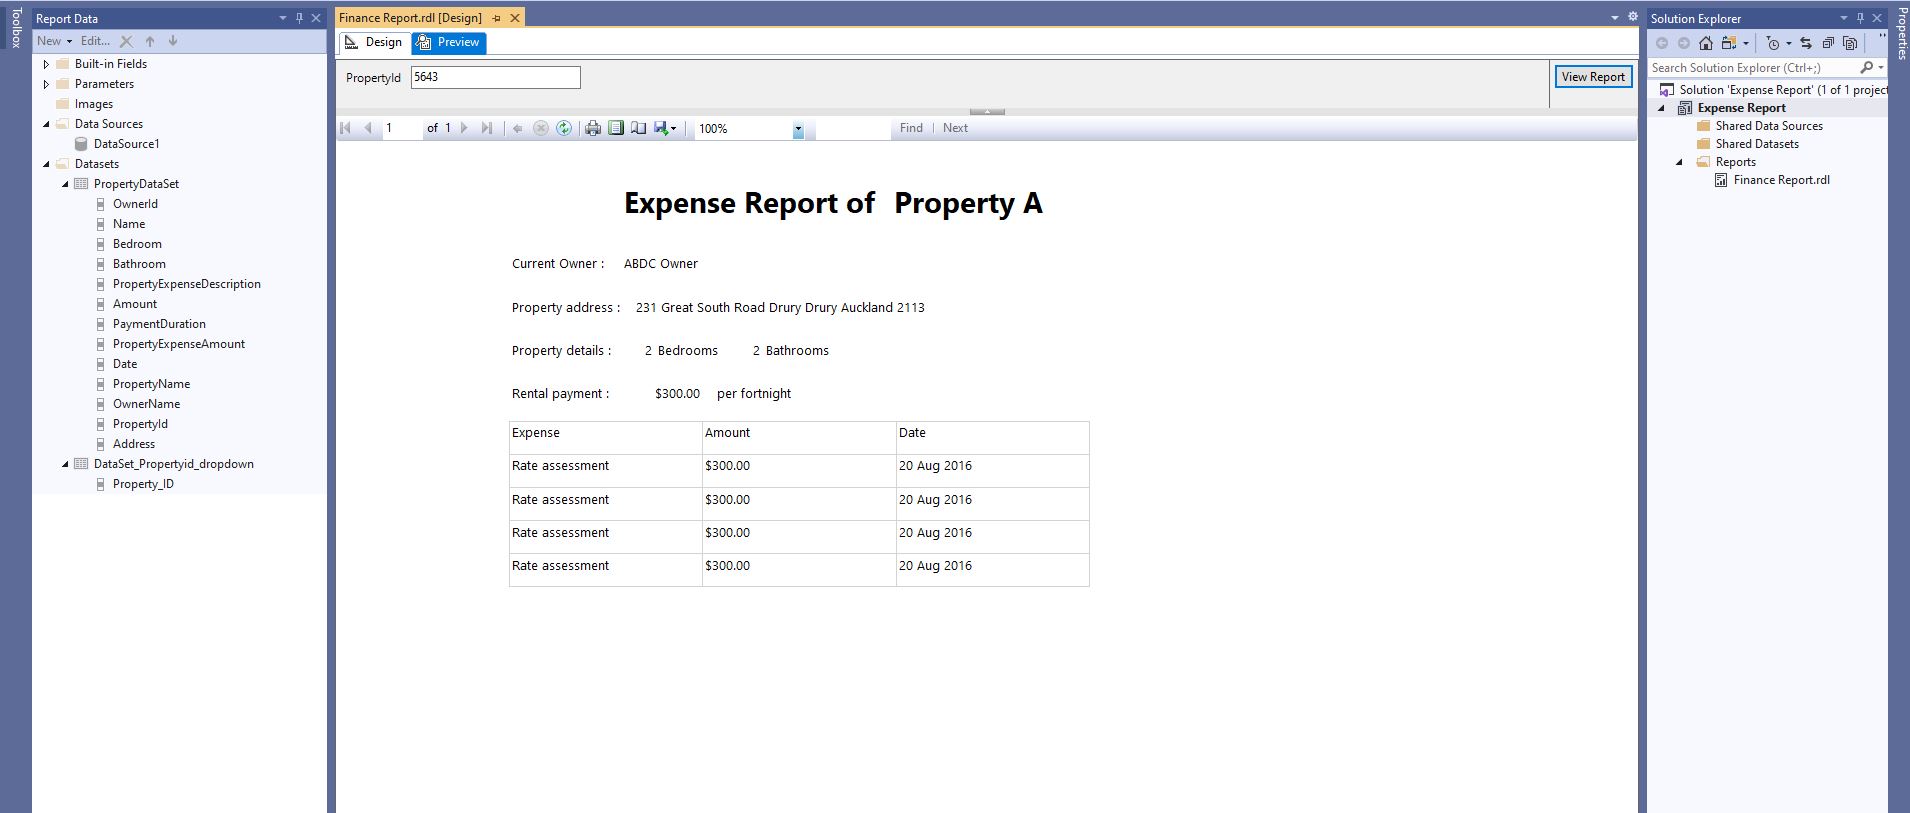 Toolbox
Report Data
New Edit...
Built-in Fields
Parameters
Images
Data Sources
DataSource1
Datasets
PropertyDataSet
OwnerId
Name
Bedroom
Bathroom
PropertyExpenseDescription
Amount
PaymentDuration
PropertyExpenseAmount
Date
PropertyName
OwnerName
PropertyId
Address
DataSet_Propertyid_dropdown
Property_ID
Finance Report.rdl [Design]
Design Preview
PropertyId 5643 View Report
1 of 1 100% Find | Next
Expense Report of Property A
Current Owner : ABDC Owner
Property address : 231 Great South Road Drury Drury Auckland 2113
Property details : 2 Bedrooms 2 Bathrooms
Rental payment : $300.00 per fortnight
Expense Amount Date
Rate assessment $300.00 20 Aug 2016
Rate assessment $300.00 20 Aug 2016
Rate assessment $300.00 20 Aug 2016
Rate assessment $300.00 20 Aug 2016
Solution Explorer
Search Solution Explorer (Ctrl+;)
Solution 'Expense Report' (1 of 1 project
Expense Report
Shared Data Sources
Shared Datasets
Reports
Finance Report.rdl
Properties